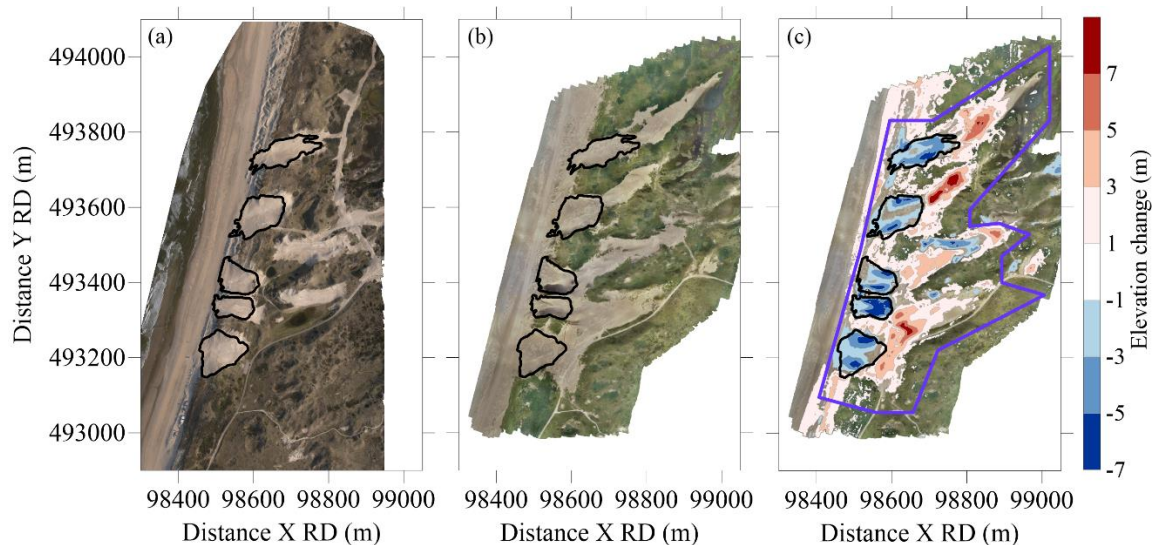 (a)
(b)
(c)
494000
493800
493600
493400
493200
493000
Distance Y RD (m)
98400 98600 98800 99000
98400 98600 98800 99000
98400 98600 98800 99000
Distance X RD (m)
Distance X RD (m)
Distance X RD (m)
7
5
3
1
-1
-3
-5
-7
Elevation change (m)